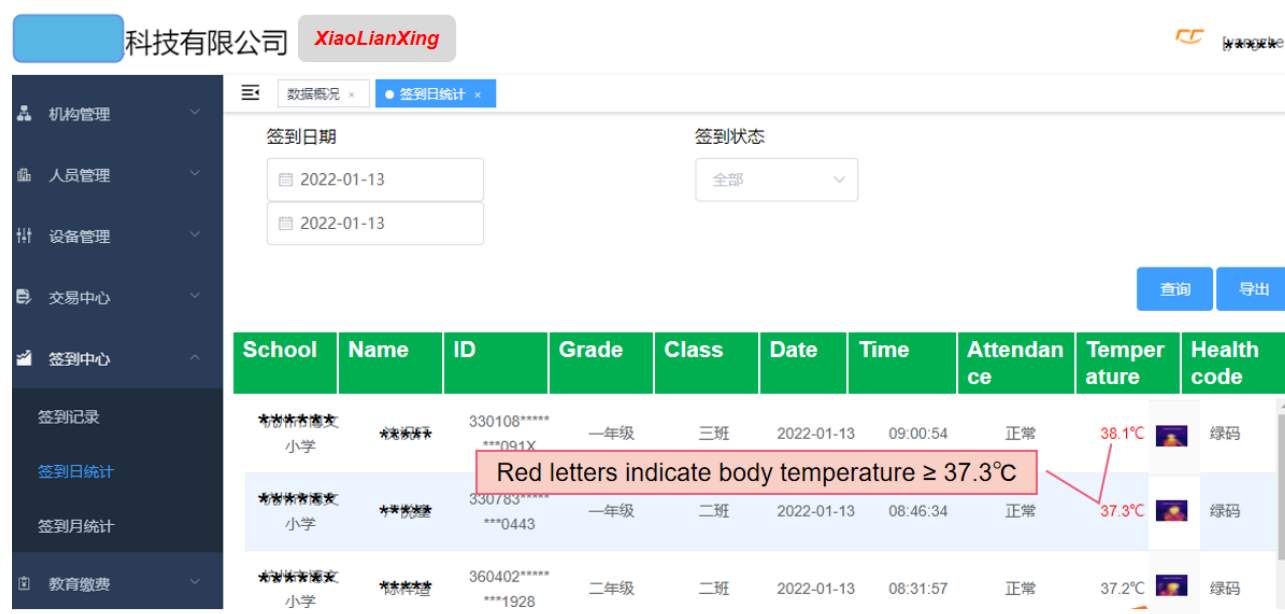 科技有限公司
XiaoLianXing
数据概况 ×
签到日统计 ×
机构管理
人员管理
设备管理
交易中心
签到中心
签到记录
签到日统计
签到月统计
教育缴费
签到日期
签到状态
2022-01-13
全部
2022-01-13
查询
导出
School
Name
ID
Grade
Class
Date
Time
Attendan
ce
Temper
ature
Health
code
******
小学
*****
330108*****
***091X
一年级
三班
2022-01-13
09:00:54
正常
38.1℃
绿码
Red letters indicate body temperature ≥ 37.3℃
******
小学
*****
330783*****
***0443
一年级
二班
2022-01-13
08:46:34
正常
37.3℃
绿码
******
小学
*****
360402*****
***1928
二年级
二班
2022-01-13
08:31:57
正常
37.2℃
绿码